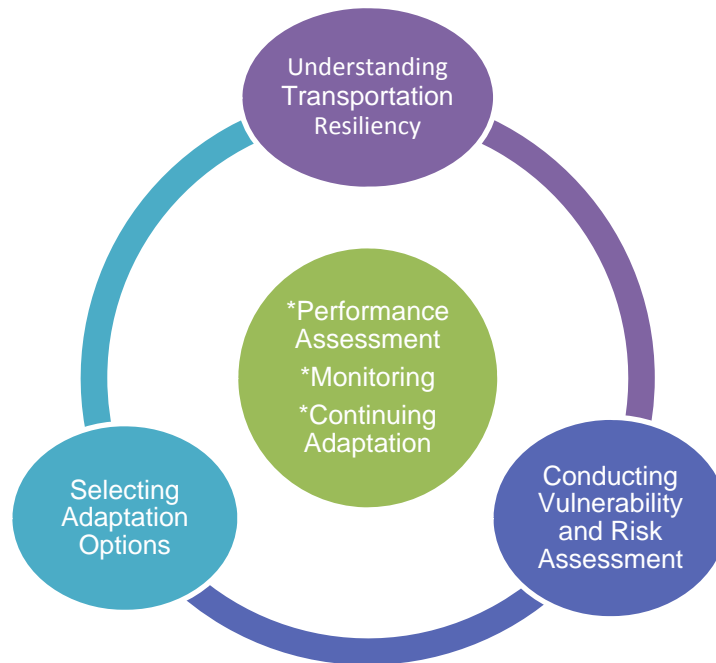 Understanding
Transportation
Resiliency
*Performance
Assessment
*Monitoring
*Continuing
Adaptation
Selecting
Adaptation
Options
Conducting
Vulnerability
and Risk
Assessment